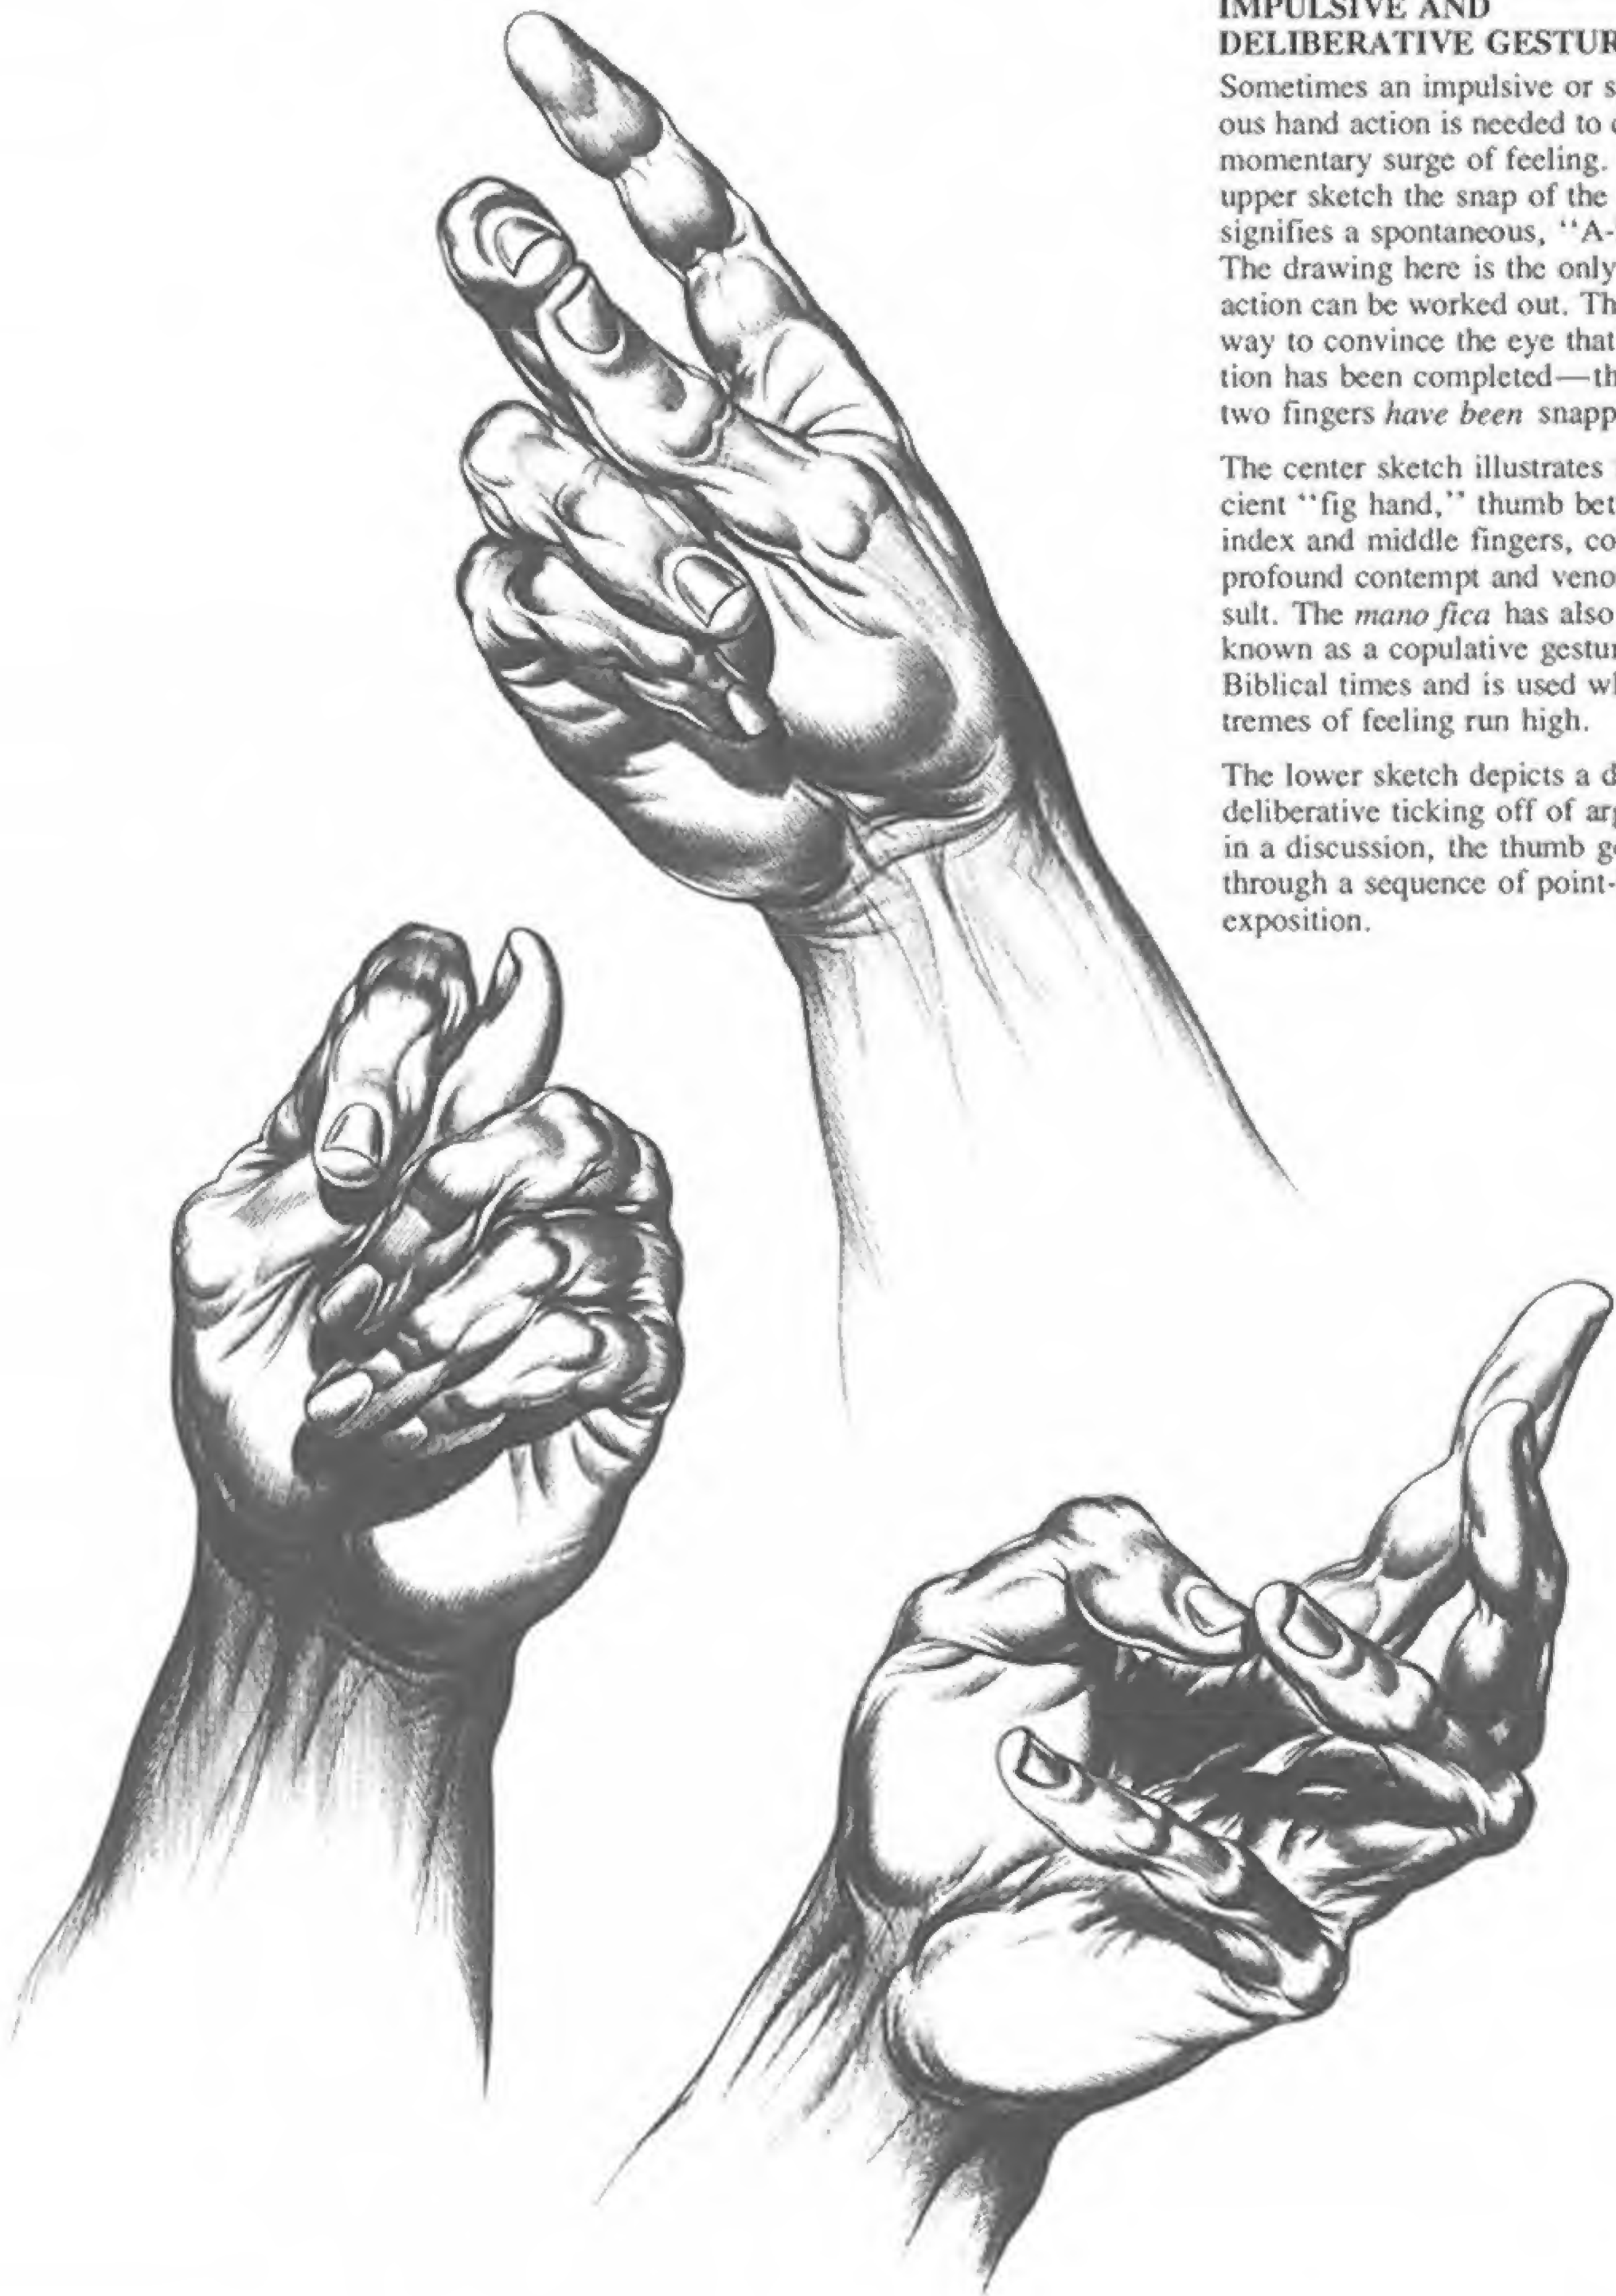 IMPULSIVE AND
DELIBERATIVE GESTUR
Sometimes an impulsive or s
ous hand action is needed to
momentary surge of feeling.
upper sketch the snap of the
signifies a spontaneous, “A-
The drawing here is the only
action can be worked out. Th
way to convince the eye that
tion has been completed—th
two fingers have been snapp
The center sketch illustrates
cient “fig hand,” thumb bet
index and middle fingers, co
profound contempt and veno
sult. The mano fica has also
known as a copulative gestur
Biblical times and is used w
tremes of feeling run high.
The lower sketch depicts a d
deliberative ticking off of arg
in a discussion, the thumb g
through a sequence of point-
exposition.